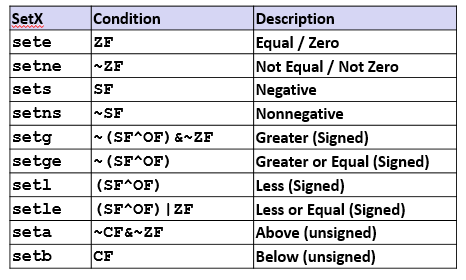 SetX Condition Description
sete ZF Equal / Zero
setne ~ZF Not Equal / Not Zero
sets SF Negative
setns ~SF Nonnegative
setg ~(SF^OF)&~ZF Greater (Signed)
setge ~(SF^OF) Greater or Equal (Signed)
setl (SF^OF) Less (Signed)
setle (SF^OF)|ZF Less or Equal (Signed)
seta ~CF&~ZF Above (unsigned)
setb CF Below (unsigned)